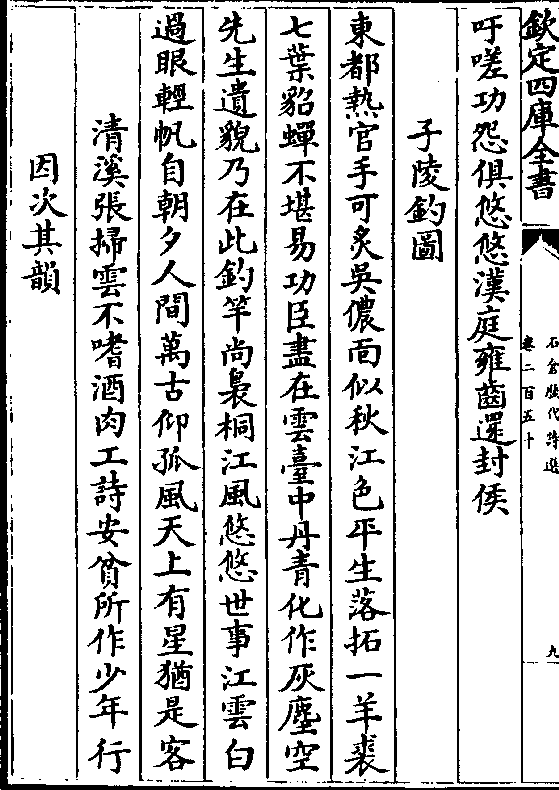 欽定四庫全書
石倉歴代詩選
卷二百五十
九
吁嗟功怨俱悠悠漢庭雍齒還封侯
子陵釣圖
東都熱官手可炙吳儂面似秋江色平生落拓一羊裘
七葉貂蟬不堪易功臣盡在雲臺中丹青化作灰塵空
先生遺貌乃在此釣竿尚裊桐江風悠悠世事江雲白
過眼輕帆自朝夕人間萬古仰孤風天上有星猶是客
清溪張掃雲不嗜酒肉工詩安貧所作少年行
因次其韻